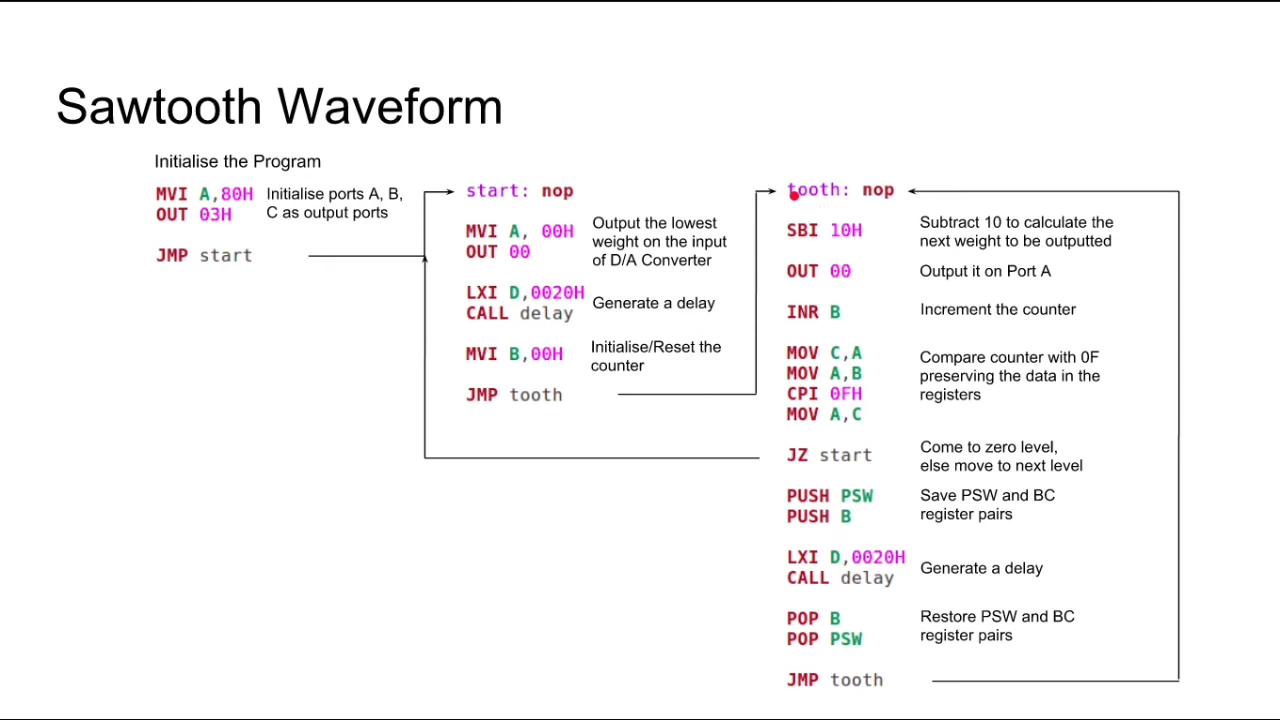 Sawtooth Waveform
Initialise the Program
MVI A,80H
OUT 03H
Initialise ports A, B,
C as output ports
JMP start
start: nop
MVI A, 00H
OUT 00
Output the lowest
weight on the input
of D/A Converter
LXI D,0020H
CALL delay
Generate a delay
MVI B,00H
Initialise/Reset the
counter
JMP tooth
tooth: nop
SBI 10H
Subtract 10 to calculate the
next weight to be outputted
OUT 00
Output it on Port A
INR B
Increment the counter
MOV C,A
MOV A,B
CPI 0FH
MOV A,C
Compare counter with 0F
preserving the data in the
registers
JZ start
Come to zero level,
else move to next level
PUSH PSW
PUSH B
Save PSW and BC
register pairs
LXI D,0020H
CALL delay
Generate a delay
POP B
POP PSW
Restore PSW and BC
register pairs
JMP tooth